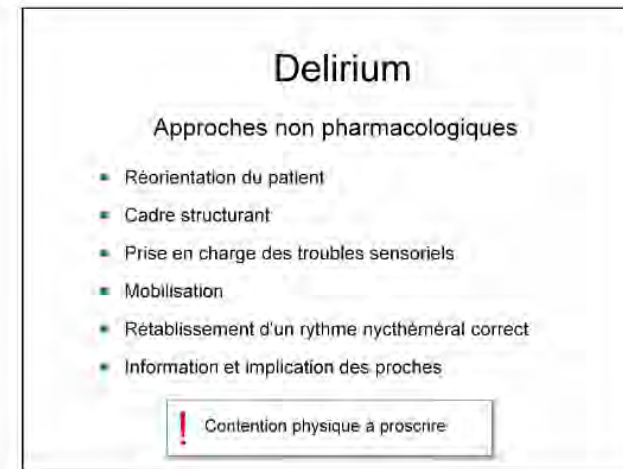 Delirium
Approches non pharmacologiques
Réorientation du patient
Cadre structurant
Prise en charge des troubles sensoriels
Mobilisation
Rétablissement d'un rythme nycthéméral correct
Information et implication des proches
! Contention physique à proscrire